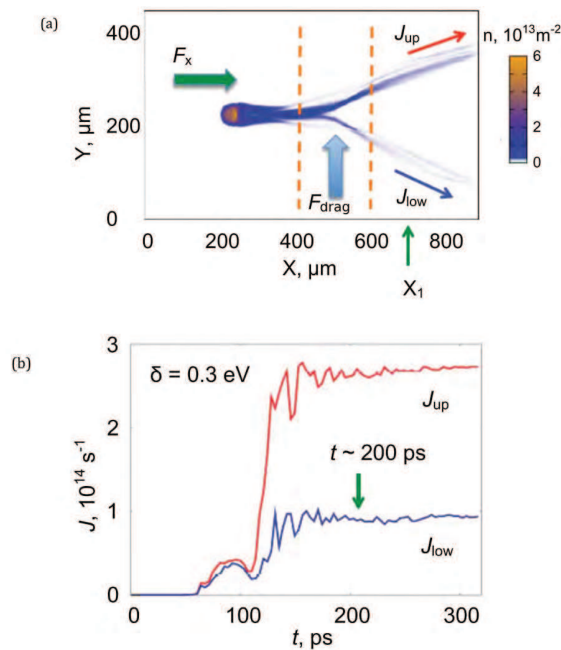 (a)
400
200
0
Y, µm
F_x
F_drag
J_up
J_low
n, 10^13 m^-2
6
4
2
0
0 200 400 600 800
X, µm
X_1
(b)
3
2
1
0
J, 10^14 s^-1
δ = 0.3 eV
J_up
t ~ 200 ps
J_low
0 100 200 300
t, ps